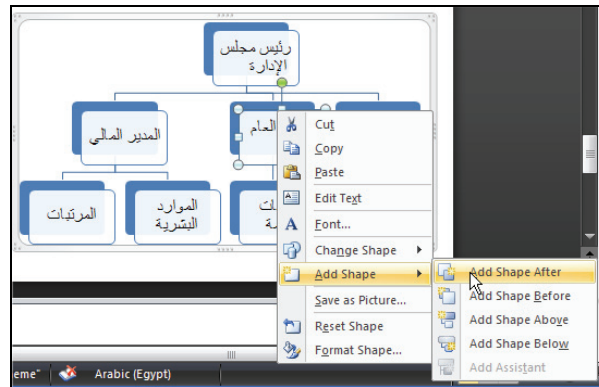 رئيس مجلس
الإدارة
العام
المدير المالي
الموارد
البشرية
المرتبات
Cut
Copy
Paste
Edit Text
Font...
Change Shape
Add Shape
Save as Picture...
Reset Shape
Format Shape...
Add Shape After
Add Shape Before
Add Shape Above
Add Shape Below
Add Assistant
eme"
Arabic (Egypt)